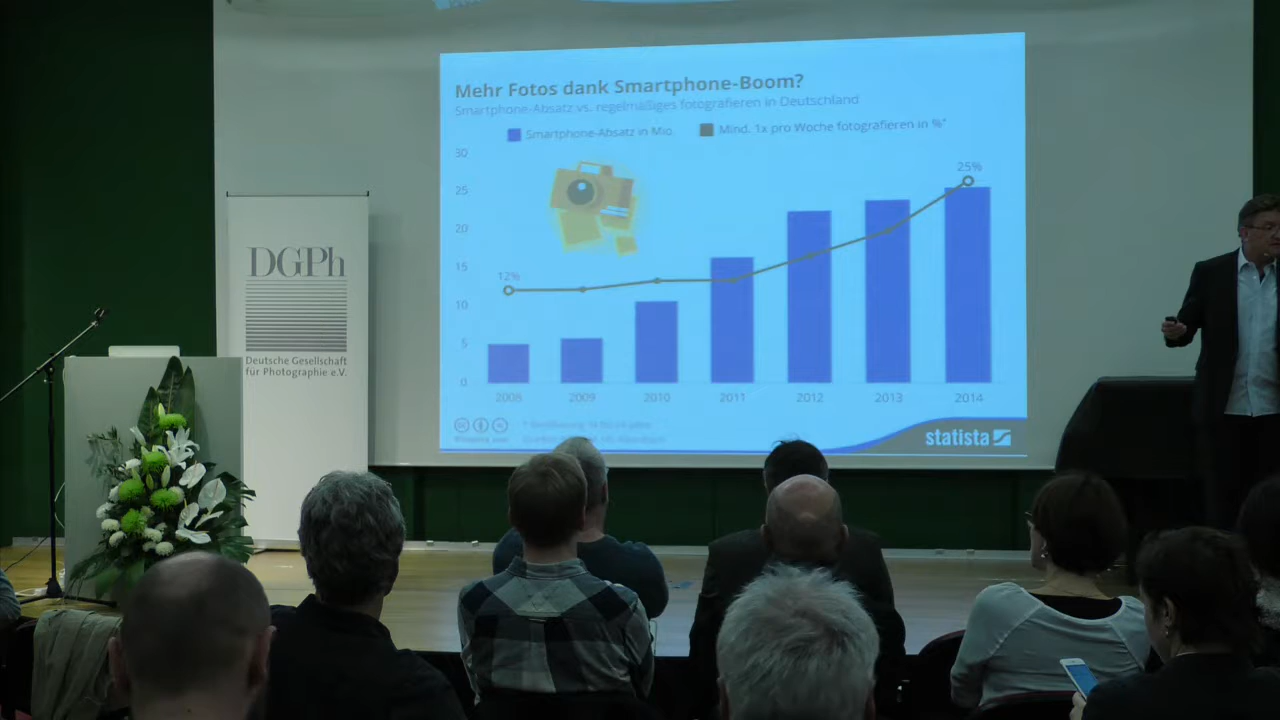 Mehr Fotos dank Smartphone-Boom?
Smartphone-Absatz vs. regelmäßiges fotografieren in Deutschland
Smartphone-Absatz in Mio.
Mind. 1x pro Woche fotografieren in %*
30
25
20
15
10
5
0
12%
25%
2008
2009
2010
2011
2012
2013
2014
statista
DGPh
Deutsche Gesellschaft
für Photographie e.V.